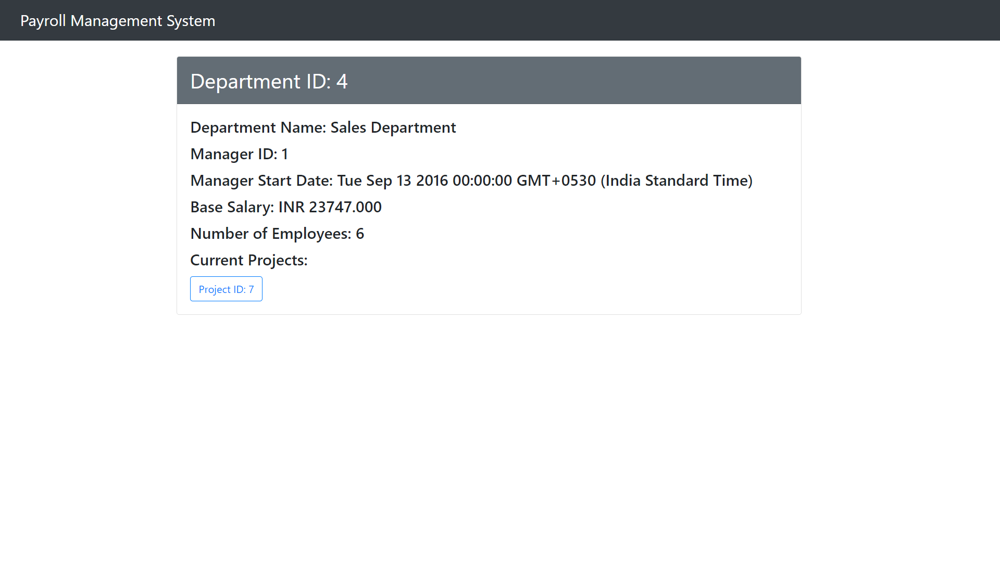 Payroll Management System
Department ID: 4
Department Name: Sales Department
Manager ID: 1
Manager Start Date: Tue Sep 13 2016 00:00:00 GMT+0530 (India Standard Time)
Base Salary: INR 23747.000
Number of Employees: 6
Current Projects:
Project ID: 7